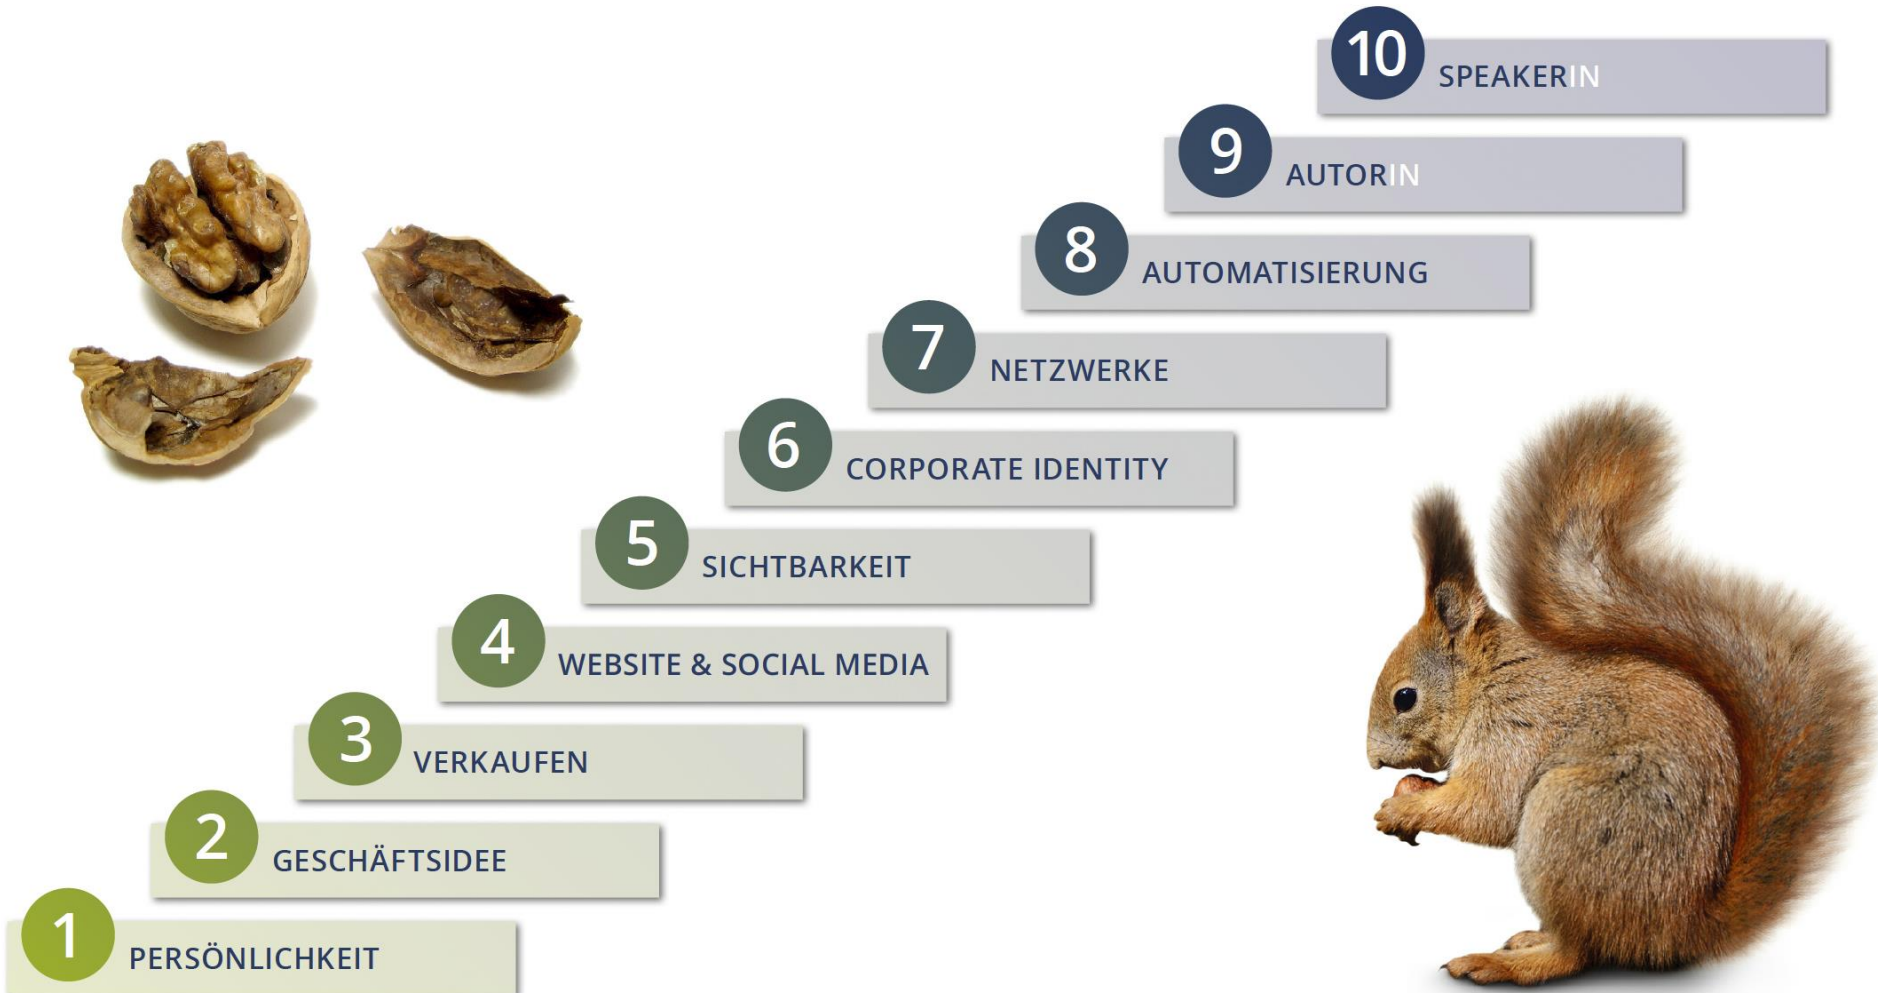 10 SPEAKERIN
9 AUTORIN
8 AUTOMATISIERUNG
7 NETZWERKE
6 CORPORATE IDENTITY
5 SICHTBARKEIT
4 WEBSITE & SOCIAL MEDIA
3 VERKAUFEN
2 GESCHÄFTSIDEE
1 PERSÖNLICHKEIT